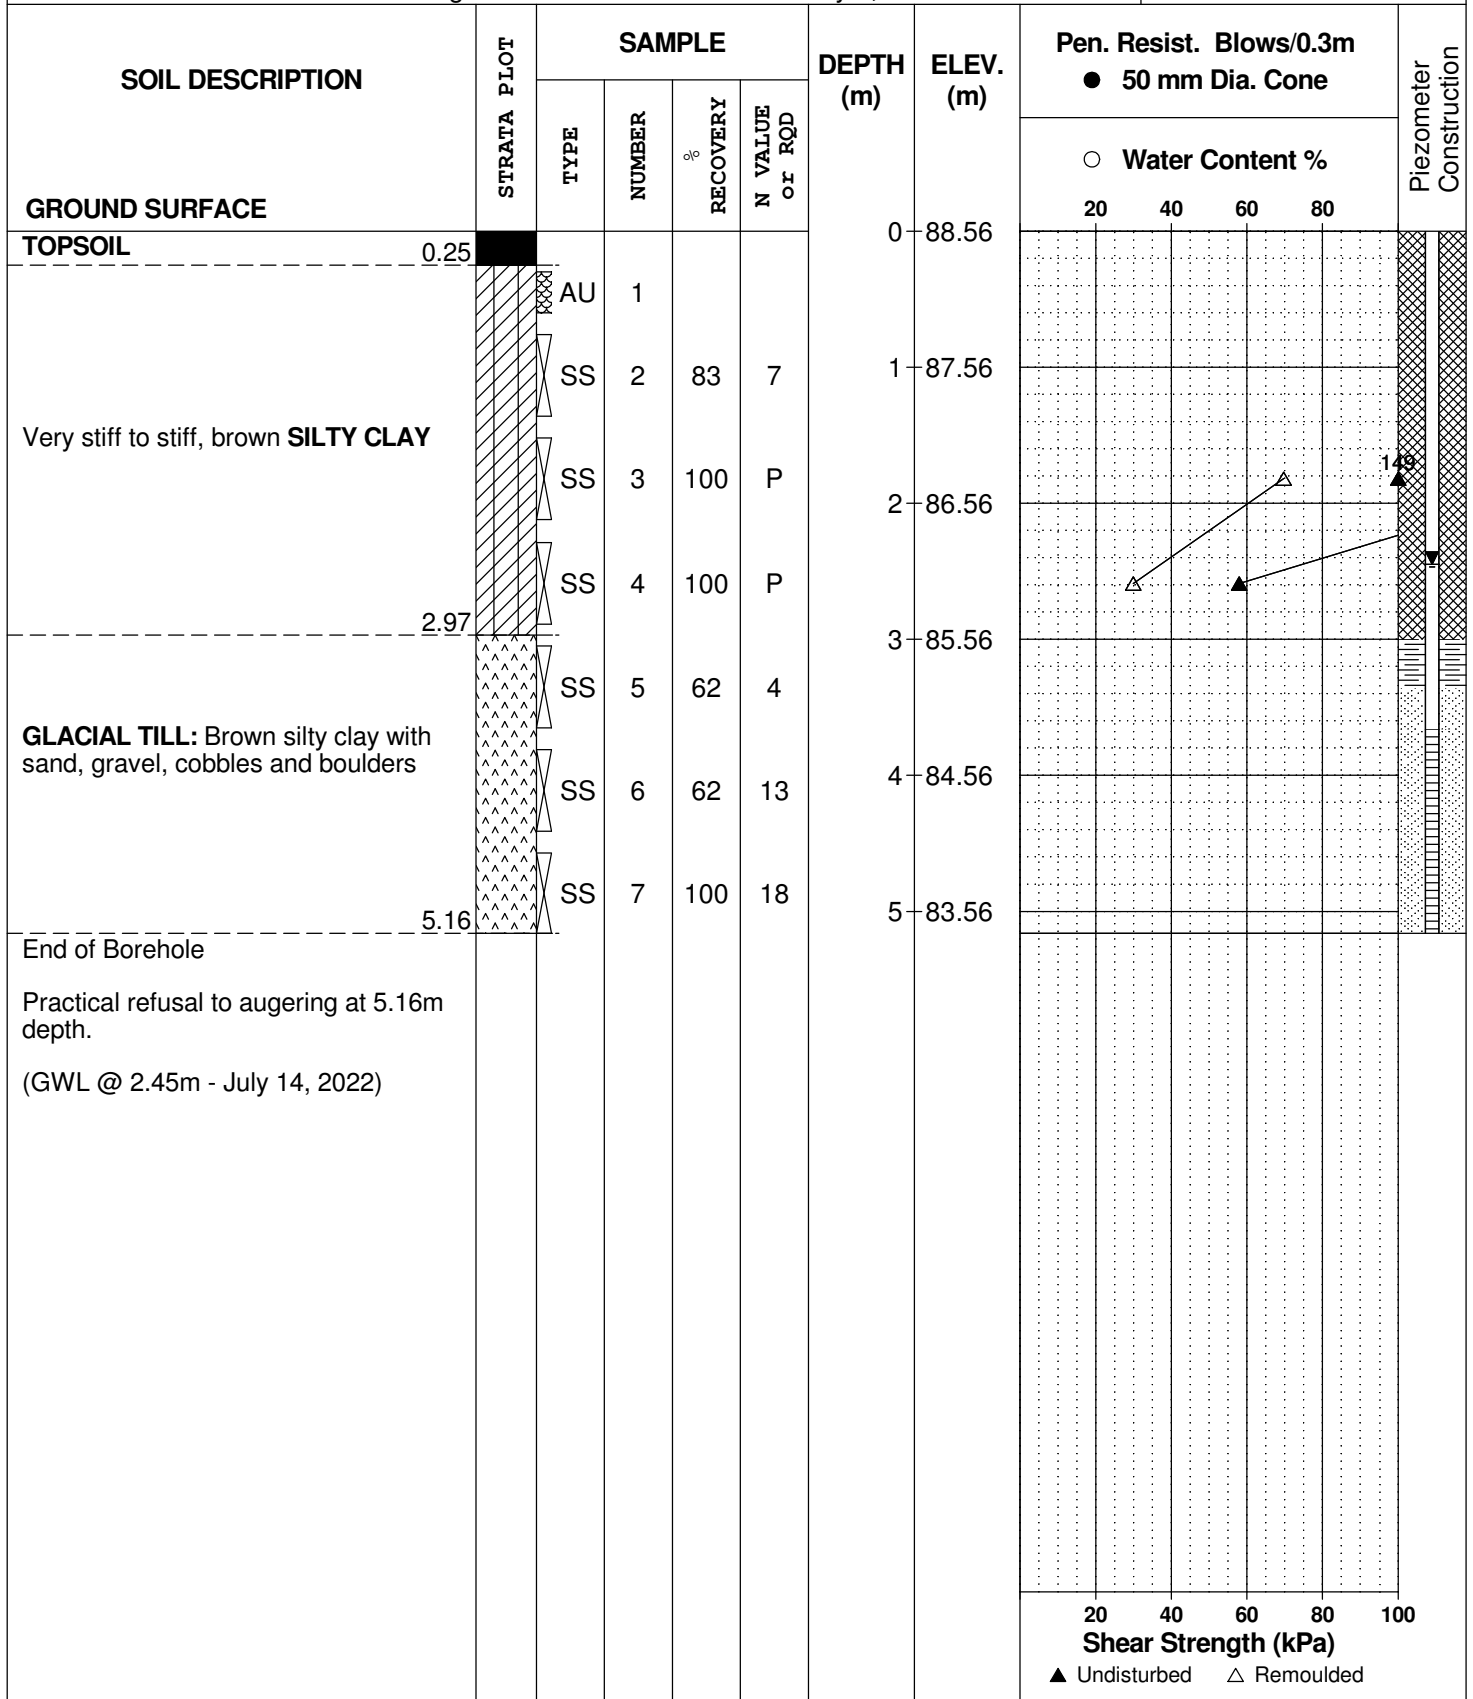 SOIL DESCRIPTION
GROUND SURFACE
STRATA PLOT
SAMPLE
TYPE
NUMBER
% RECOVERY
N VALUE or RQD
DEPTH (m)
ELEV. (m)
Pen. Resist. Blows/0.3m
● 50 mm Dia. Cone
○ Water Content %
20 40 60 80
Piezometer Construction
TOPSOIL 0.25
0 88.56
AU 1
SS 2 83 7
1 87.56
Very stiff to stiff, brown SILTY CLAY
149
SS 3 100 P
2 86.56
SS 4 100 P
2.97
3 85.56
SS 5 62 4
GLACIAL TILL: Brown silty clay with
sand, gravel, cobbles and boulders
4 84.56
SS 6 62 13
SS 7 100 18
5 83.56
5.16
End of Borehole
Practical refusal to augering at 5.16m
depth.
(GWL @ 2.45m - July 14, 2022)
20 40 60 80 100
Shear Strength (kPa)
▲ Undisturbed △ Remoulded